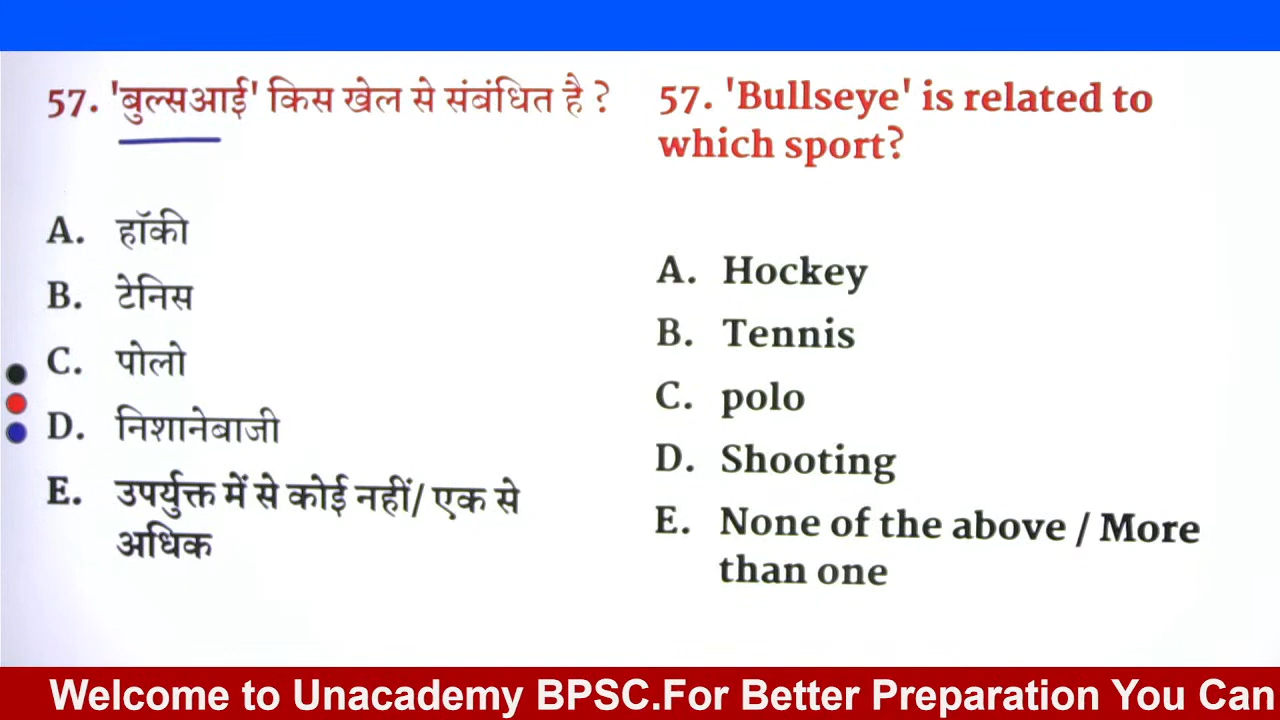 57. 'बुल्सआई' किस खेल से संबंधित है ?
A. हॉकी
B. टेनिस
C. पोलो
D. निशानेबाजी
E. उपर्युक्त में से कोई नहीं/ एक से
अधिक
57. 'Bullseye' is related to
which sport?
A. Hockey
B. Tennis
C. polo
D. Shooting
E. None of the above / More
than one
Welcome to Unacademy BPSC.For Better Preparation You Can